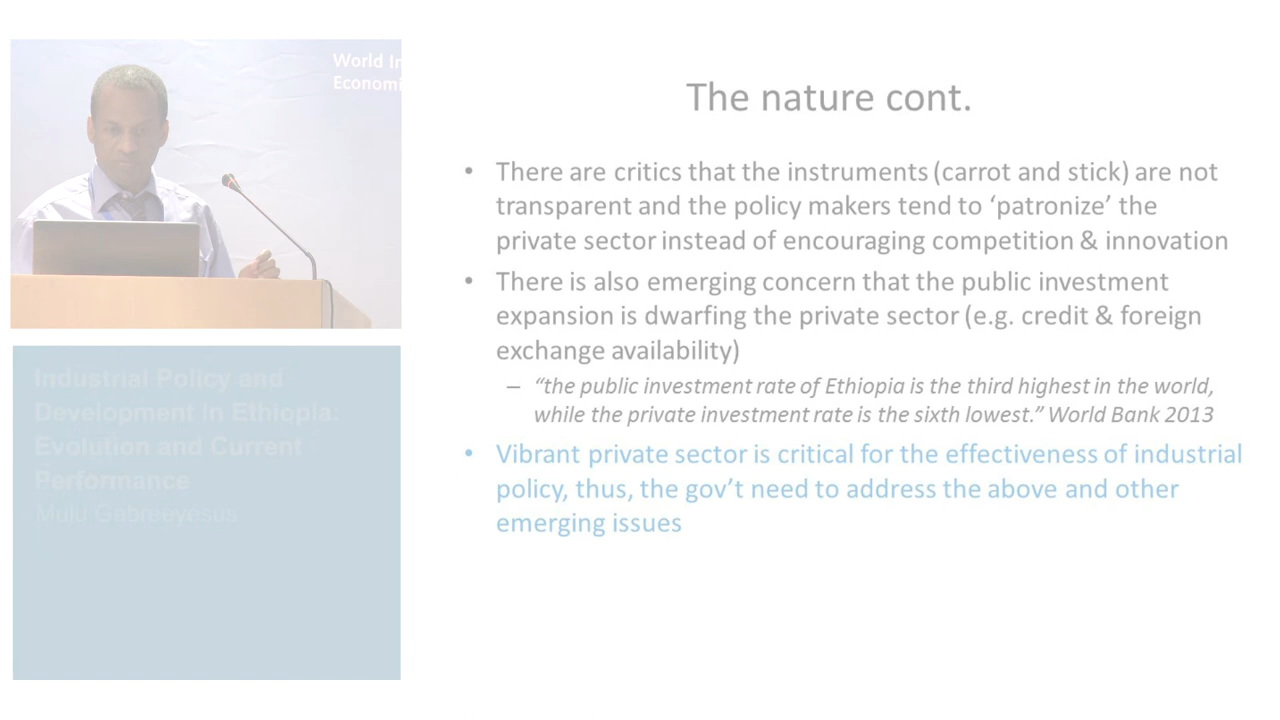 World In
Economi
Industrial Policy and
Development in Ethiopia:
Evolution and Current
Performance
Mulu Gebreeyesus
The nature cont.
• There are critics that the instruments (carrot and stick) are not
transparent and the policy makers tend to ‘patronize’ the
private sector instead of encouraging competition & innovation
• There is also emerging concern that the public investment
expansion is dwarfing the private sector (e.g. credit & foreign
exchange availability)
– “the public investment rate of Ethiopia is the third highest in the world,
while the private investment rate is the sixth lowest.” World Bank 2013
• Vibrant private sector is critical for the effectiveness of industrial
policy, thus, the gov’t need to address the above and other
emerging issues